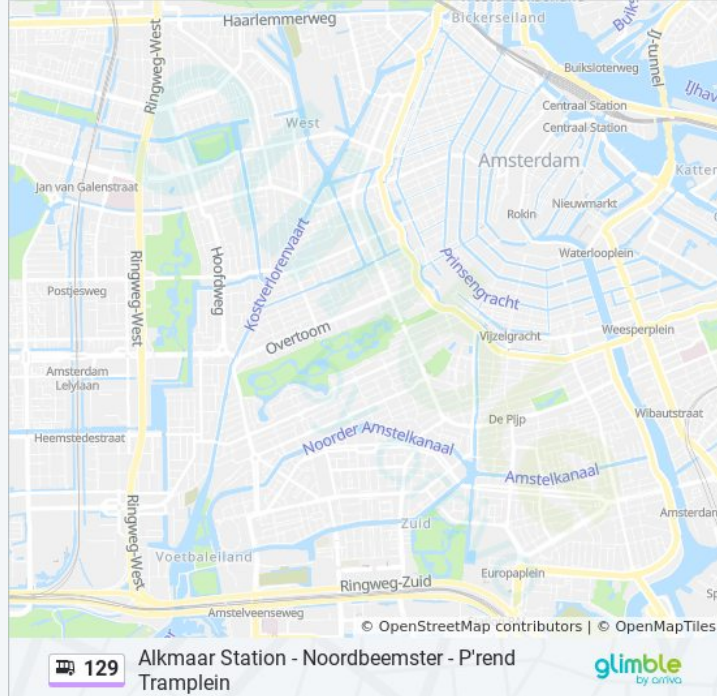 Haarlemmerweg
Bickerseiland
Ringweg-West
IJ-tunnel
Buiksloterweg
Centraal Station
Centraal Station
West
Amsterdam
Jan van Galenstraat
Nieuwmarkt
Rokin
Kostverlorenvaart
Hoofdweg
Waterlooplein
Prinsengracht
Ringweg-West
Postjesweg
Overtoom
Vijzelgracht
Weesperplein
Amsterdam
Lelylaan
De Pijp
Wibautstraat
Heemstedestraat
Noorder Amstelkanaal
Amstelkanaal
Ringweg-West
Zuid
Voetbaleiland
Europaplein
Ringweg-Zuid
Amstelveenseweg
© OpenStreetMap contributors | © OpenMapTiles
129
Alkmaar Station - Noordbeemster - P'rend
Tramplein
glimble
by arriva